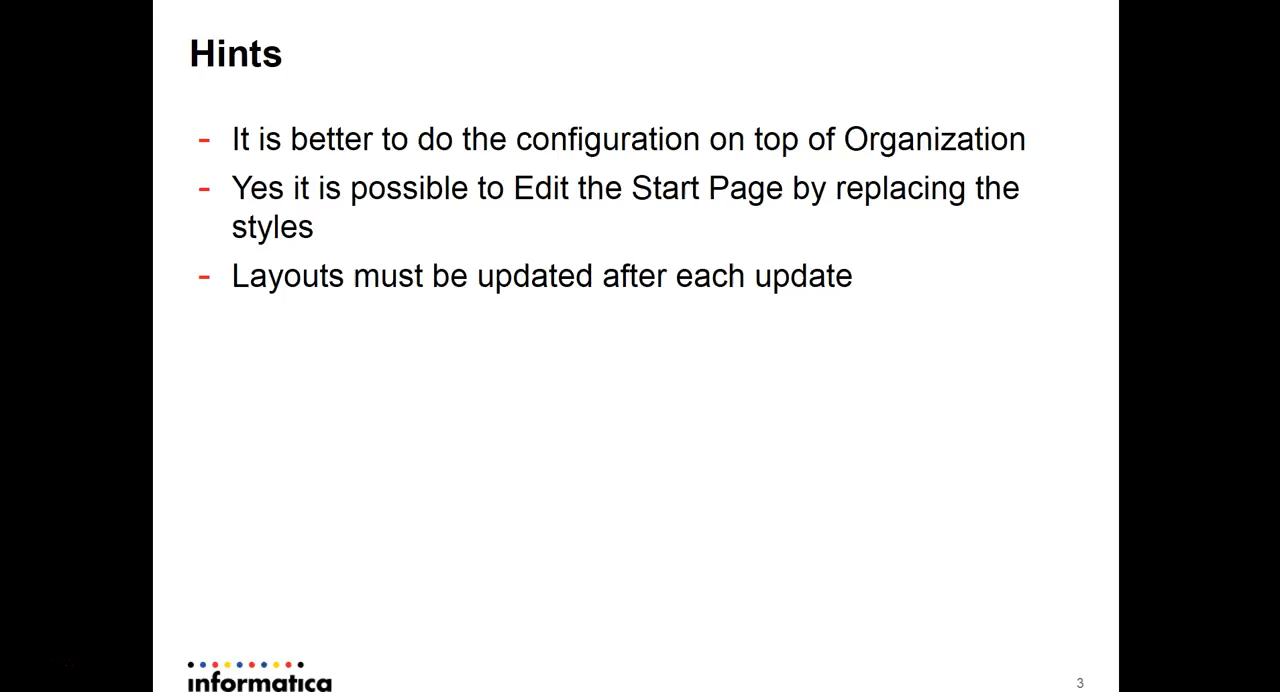 Hints
- It is better to do the configuration on top of Organization
- Yes it is possible to Edit the Start Page by replacing the
styles
- Layouts must be updated after each update
informatica
3